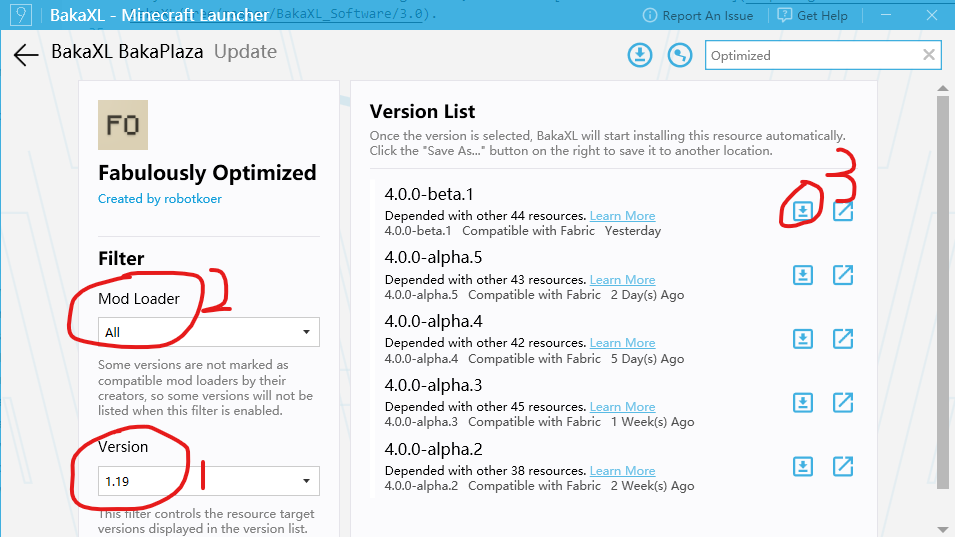 BakaXL - Minecraft Launcher
/BakaXL_Software/3.0).
Report An Issue
Get Help
BakaXL BakaPlaza Update
Optimized
FO
Fabulously Optimized
Created by robotkoer
Filter
Mod Loader
2
All
Some versions are not marked as
compatible mod loaders by their
creators, so some versions will not be
listed when this filter is enabled.
Version
1.19
1
This filter controls the resource target
versions displayed in the version list.
Version List
Once the version is selected, BakaXL will start installing this resource automatically.
Click the "Save As..." button on the right to save it to another location.
3
4.0.0-beta.1
Depended with other 44 resources. Learn More
4.0.0-beta.1 Compatible with Fabric Yesterday
4.0.0-alpha.5
Depended with other 43 resources. Learn More
4.0.0-alpha.5 Compatible with Fabric 2 Day(s) Ago
4.0.0-alpha.4
Depended with other 42 resources. Learn More
4.0.0-alpha.4 Compatible with Fabric 5 Day(s) Ago
4.0.0-alpha.3
Depended with other 45 resources. Learn More
4.0.0-alpha.3 Compatible with Fabric 1 Week(s) Ago
4.0.0-alpha.2
Depended with other 38 resources. Learn More
4.0.0-alpha.2 Compatible with Fabric 2 Week(s) Ago